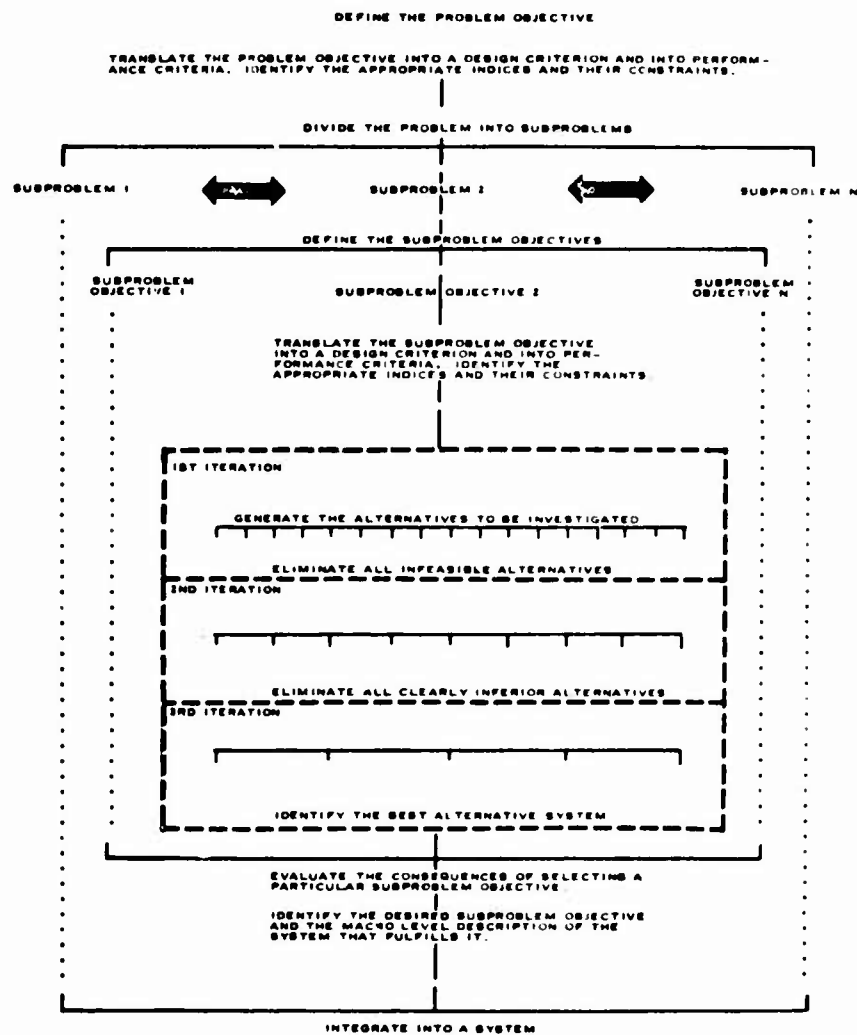 DEFINE THE PROBLEM OBJECTIVE
TRANSLATE THE PROBLEM OBJECTIVE INTO A DESIGN CRITERION AND INTO PERFORM-
ANCE CRITERIA. IDENTIFY THE APPROPRIATE INDICES AND THEIR CONSTRAINTS.
DIVIDE THE PROBLEM INTO SUBPROBLEMS
SUBPROBLEM 1 SUBPROBLEM 2 SUBPROBLEM N
DEFINE THE SUBPROBLEM OBJECTIVES
SUBPROBLEM
OBJECTIVE 1
SUBPROBLEM OBJECTIVE 2
SUBPROBLEM
OBJECTIVE N
TRANSLATE THE SUBPROBLEM OBJECTIVE
INTO A DESIGN CRITERION AND INTO PER-
FORMANCE CRITERIA. IDENTIFY THE
APPROPRIATE INDICES AND THEIR CONSTRAINTS
1ST ITERATION
GENERATE THE ALTERNATIVES TO BE INVESTIGATED
ELIMINATE ALL INFEASIBLE ALTERNATIVES
2ND ITERATION
ELIMINATE ALL CLEARLY INFERIOR ALTERNATIVES
3RD ITERATION
IDENTIFY THE BEST ALTERNATIVE SYSTEM
EVALUATE THE CONSEQUENCES OF SELECTING A
PARTICULAR SUBPROBLEM OBJECTIVE
IDENTIFY THE DESIRED SUBPROBLEM OBJECTIVE
AND THE MACRO LEVEL DESCRIPTION OF THE
SYSTEM THAT FULFILLS IT.
INTEGRATE INTO A SYSTEM